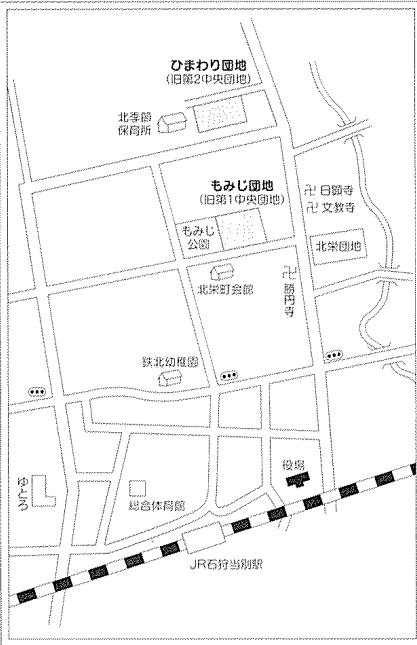 ひまわり団地
(旧第2中央団地)
北季節
保育所
もみじ団地
(旧第1中央団地)
もみじ
公園
卍 日顕寺
卍 文教寺
北栄団地
北栄町会館
卍 勝円寺
鉄北幼稚園
ゆとろ
総合体育館
役場
JR石狩当別駅